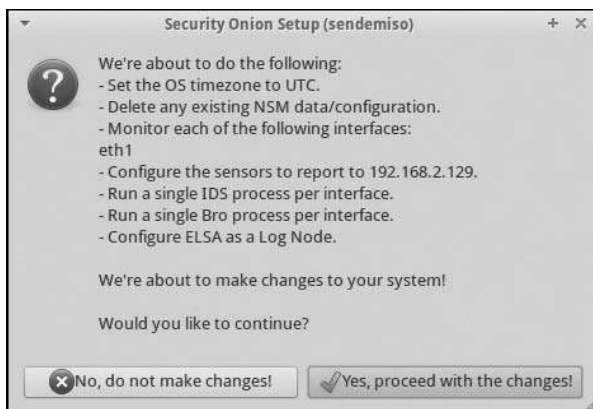 Security Onion Setup (sendemiso)
We're about to do the following:
- Set the OS timezone to UTC.
- Delete any existing NSM data/configuration.
- Monitor each of the following interfaces:
eth1
- Configure the sensors to report to 192.168.2.129.
- Run a single IDS process per interface.
- Run a single Bro process per interface.
- Configure ELSA as a Log Node.
We're about to make changes to your system!
Would you like to continue?
No, do not make changes!
Yes, proceed with the changes!